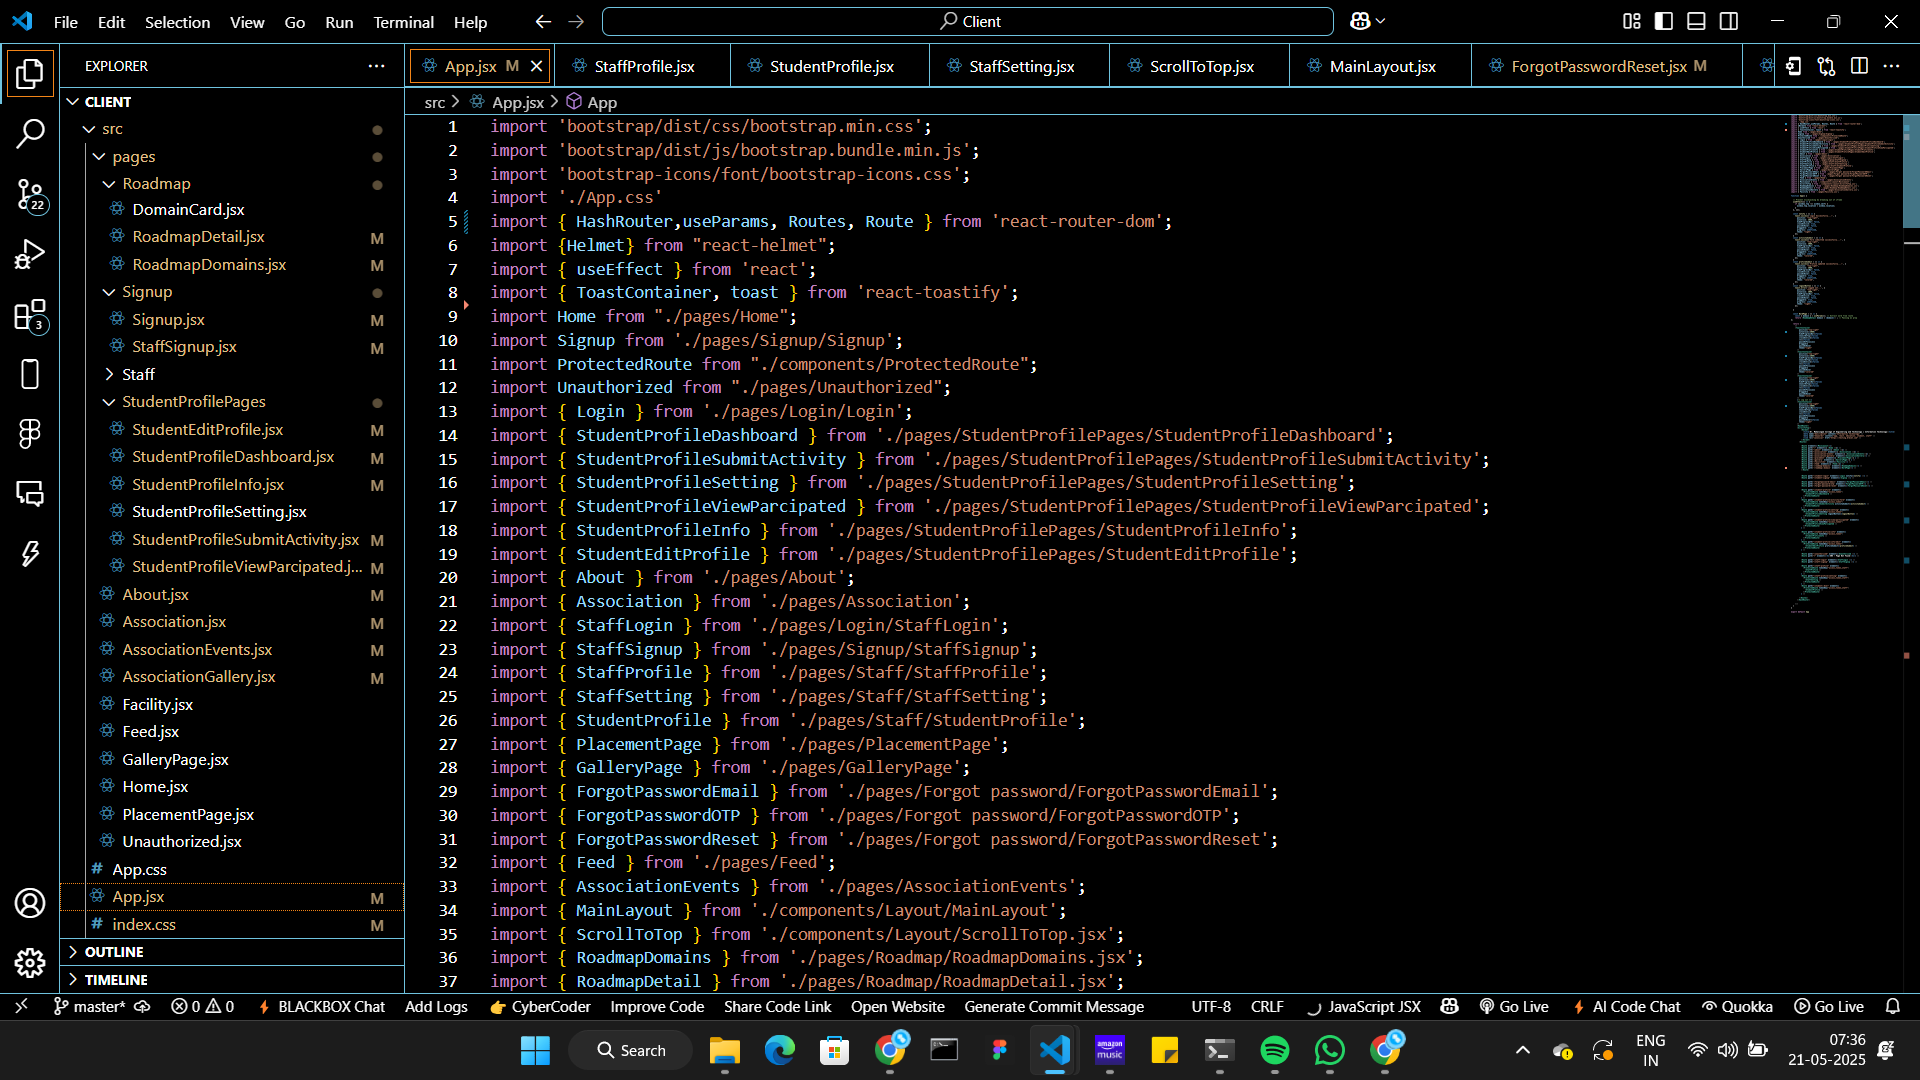 File Edit Selection View Go Run Terminal Help
Client
EXPLORER
App.jsx M
StaffProfile.jsx
StudentProfile.jsx
StaffSetting.jsx
ScrollToTop.jsx
MainLayout.jsx
ForgotPasswordReset.jsx M
CLIENT
src
pages
Roadmap
DomainCard.jsx
RoadmapDetail.jsx M
RoadmapDomains.jsx M
Signup
Signup.jsx M
StaffSignup.jsx M
Staff
StudentProfilePages
StudentEditProfile.jsx M
StudentProfileDashboard.jsx M
StudentProfileInfo.jsx M
StudentProfileSetting.jsx
StudentProfileSubmitActivity.jsx M
StudentProfileViewParcipated.j... M
About.jsx M
Association.jsx M
AssociationEvents.jsx M
AssociationGallery.jsx M
Facility.jsx
Feed.jsx
GalleryPage.jsx
Home.jsx
PlacementPage.jsx
Unauthorized.jsx
# App.css
App.jsx M
# index.css M
OUTLINE
TIMELINE
22
3
src > App.jsx > App
1 import 'bootstrap/dist/css/bootstrap.min.css';
2 import 'bootstrap/dist/js/bootstrap.bundle.min.js';
3 import 'bootstrap-icons/font/bootstrap-icons.css';
4 import './App.css'
5 import { HashRouter,useParams, Routes, Route } from 'react-router-dom';
6 import {Helmet} from "react-helmet";
7 import { useEffect } from 'react';
8 import { ToastContainer, toast } from 'react-toastify';
9 import Home from "./pages/Home";
10 import Signup from './pages/Signup/Signup';
11 import ProtectedRoute from "./components/ProtectedRoute";
12 import Unauthorized from "./pages/Unauthorized";
13 import { Login } from './pages/Login/Login';
14 import { StudentProfileDashboard } from './pages/StudentProfilePages/StudentProfileDashboard';
15 import { StudentProfileSubmitActivity } from './pages/StudentProfilePages/StudentProfileSubmitActivity';
16 import { StudentProfileSetting } from './pages/StudentProfilePages/StudentProfileSetting';
17 import { StudentProfileViewParcipated } from './pages/StudentProfilePages/StudentProfileViewParcipated';
18 import { StudentProfileInfo } from './pages/StudentProfilePages/StudentProfileInfo';
19 import { StudentEditProfile } from './pages/StudentProfilePages/StudentEditProfile';
20 import { About } from './pages/About';
21 import { Association } from './pages/Association';
22 import { StaffLogin } from './pages/Login/StaffLogin';
23 import { StaffSignup } from './pages/Signup/StaffSignup';
24 import { StaffProfile } from './pages/Staff/StaffProfile';
25 import { StaffSetting } from './pages/Staff/StaffSetting';
26 import { StudentProfile } from './pages/Staff/StudentProfile';
27 import { PlacementPage } from './pages/PlacementPage';
28 import { GalleryPage } from './pages/GalleryPage';
29 import { ForgotPasswordEmail } from './pages/Forgot password/ForgotPasswordEmail';
30 import { ForgotPasswordOTP } from './pages/Forgot password/ForgotPasswordOTP';
31 import { ForgotPasswordReset } from './pages/Forgot password/ForgotPasswordReset';
32 import { Feed } from './pages/Feed';
33 import { AssociationEvents } from './pages/AssociationEvents';
34 import { MainLayout } from './components/Layout/MainLayout';
35 import { ScrollToTop } from './components/Layout/ScrollToTop.jsx';
36 import { RoadmapDomains } from './pages/Roadmap/RoadmapDomains.jsx';
37 import { RoadmapDetail } from './pages/Roadmap/RoadmapDetail.jsx';
master* 0 0 BLACKBOX Chat Add Logs CyberCoder Improve Code Share Code Link Open Website Generate Commit Message UTF-8 CRLF JavaScript JSX Go Live AI Code Chat Quokka Go Live
Search
amazon music
ENG
IN
07:36
21-05-2025